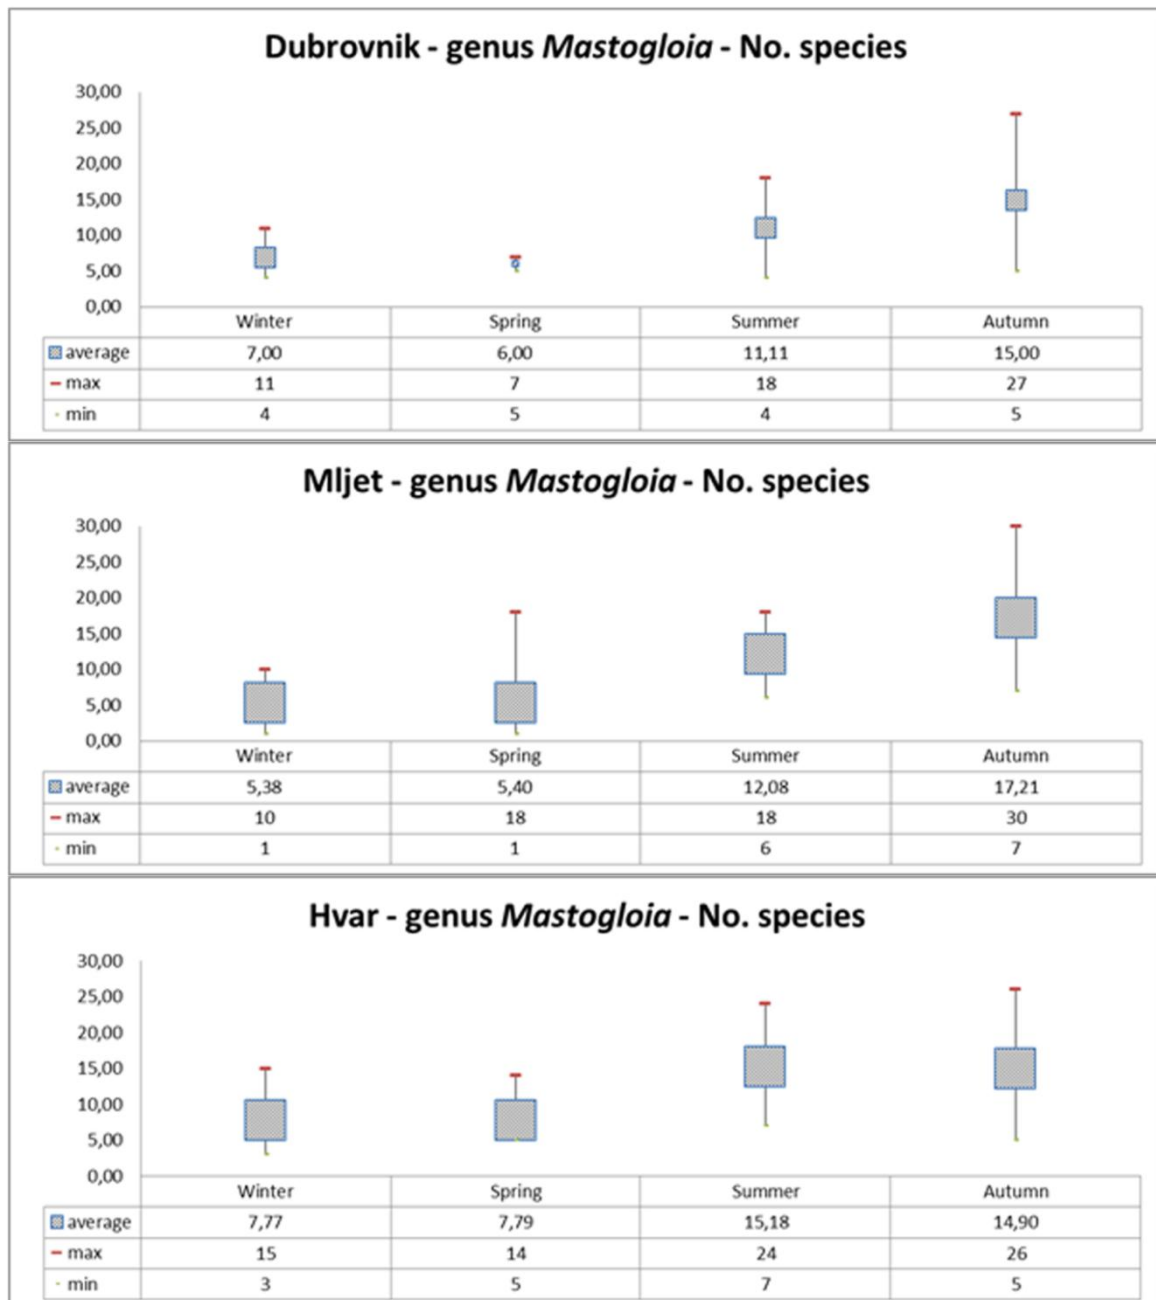 Dubrovnik - genus Mastogloia - No. species
30,00
25,00
20,00
15,00
10,00
5,00
0,00
Winter Spring Summer Autumn
average 7,00 6,00 11,11 15,00
max 11 7 18 27
min 4 5 4 5
Mljet - genus Mastogloia - No. species
30,00
25,00
20,00
15,00
10,00
5,00
0,00
Winter Spring Summer Autumn
average 5,38 5,40 12,08 17,21
max 10 18 18 30
min 1 1 6 7
Hvar - genus Mastogloia - No. species
30,00
25,00
20,00
15,00
10,00
5,00
0,00
Winter Spring Summer Autumn
average 7,77 7,79 15,18 14,90
max 15 14 24 26
min 3 5 7 5